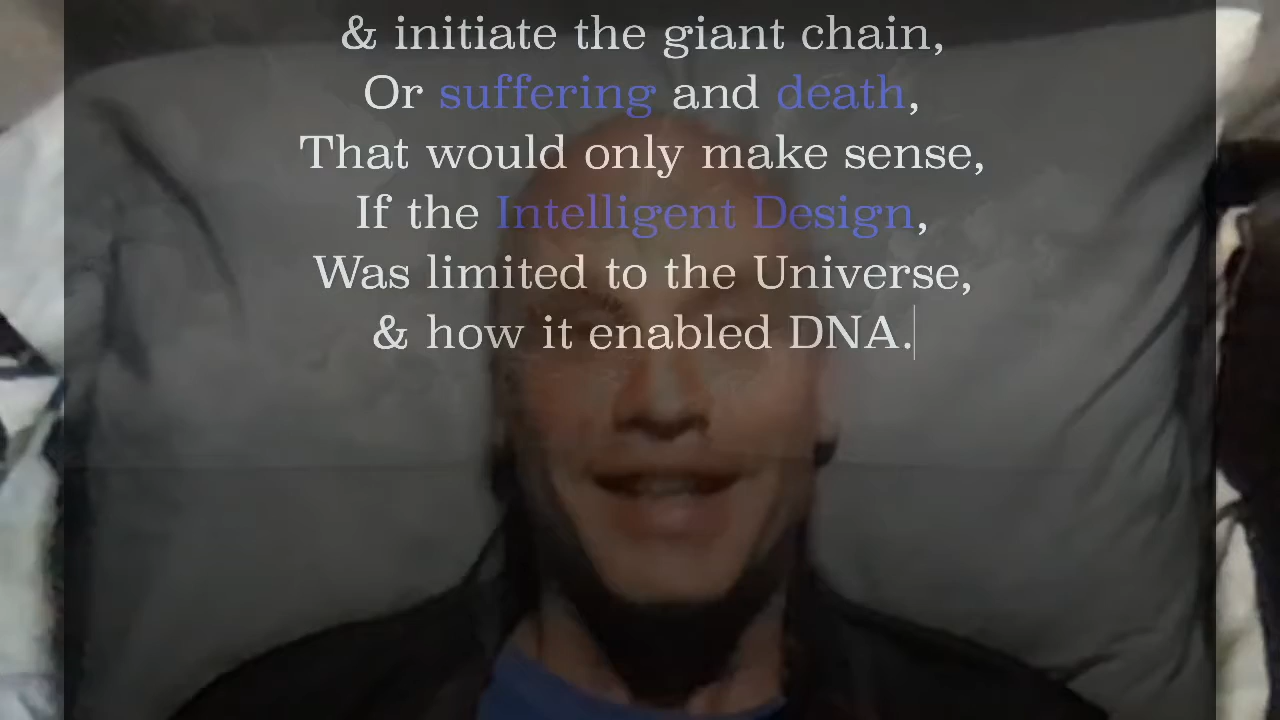 & initiate the giant chain,
Or suffering and death,
That would only make sense,
If the Intelligent Design,
Was limited to the Universe,
& how it enabled DNA.